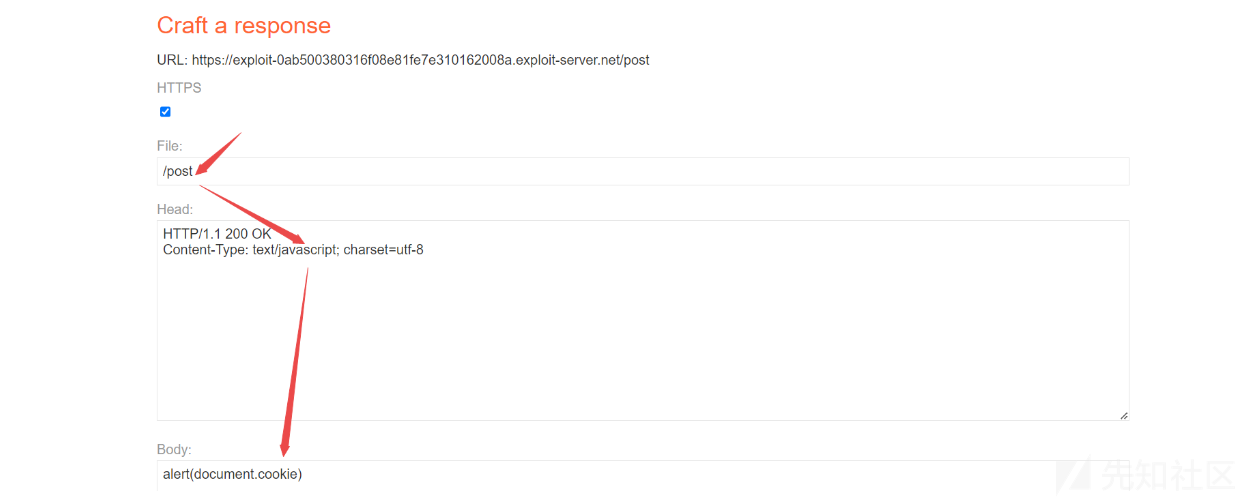 Craft a response
URL: https://exploit-0ab500380316f08e81fe7e310162008a.exploit-server.net/post
HTTPS
File:
/post
Head:
HTTP/1.1 200 OK
Content-Type: text/javascript; charset=utf-8
Body:
alert(document.cookie)
先知社区